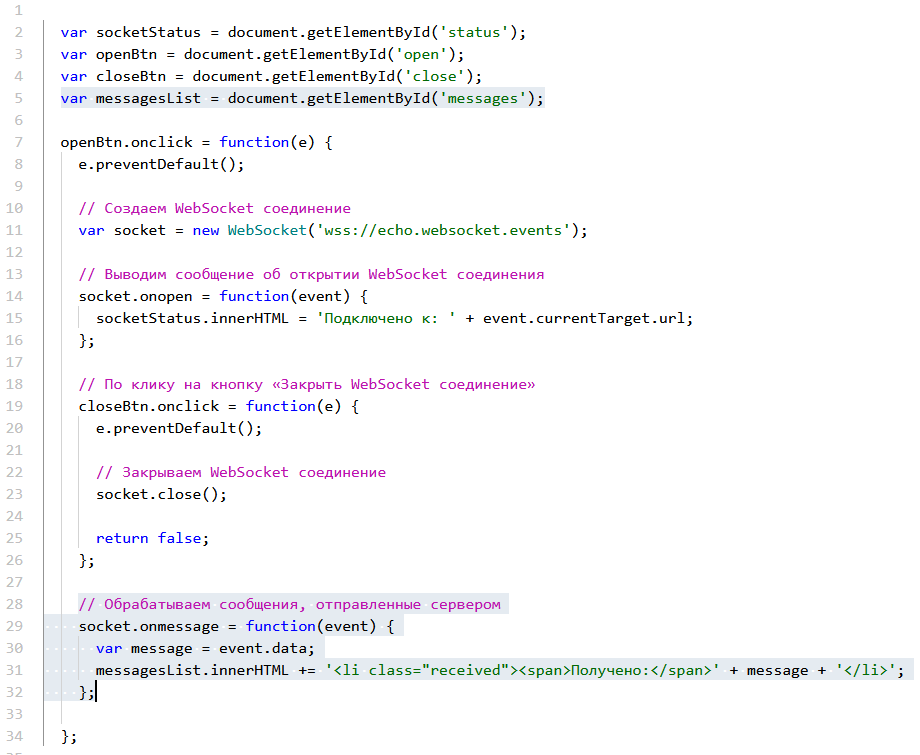 1
2 var socketStatus = document.getElementById('status');
3 var openBtn = document.getElementById('open');
4 var closeBtn = document.getElementById('close');
5 var messagesList = document.getElementById('messages');
6
7 openBtn.onclick = function(e) {
8 e.preventDefault();
9
10 // Создаем WebSocket соединение
11 var socket = new WebSocket('wss://echo.websocket.events');
12
13 // Выводим сообщение об открытии WebSocket соединения
14 socket.onopen = function(event) {
15 socketStatus.innerHTML = 'Подключено к: ' + event.currentTarget.url;
16 };
17
18 // По клику на кнопку «Закрыть WebSocket соединение»
19 closeBtn.onclick = function(e) {
20 e.preventDefault();
21
22 // Закрываем WebSocket соединение
23 socket.close();
24
25 return false;
26 };
27
28 // Обрабатываем сообщения, отправленные сервером
29 socket.onmessage = function(event) {
30 var message = event.data;
31 messagesList.innerHTML += '<li class="received"><span>Получено:</span>' + message + '</li>';
32 };
33
34 };